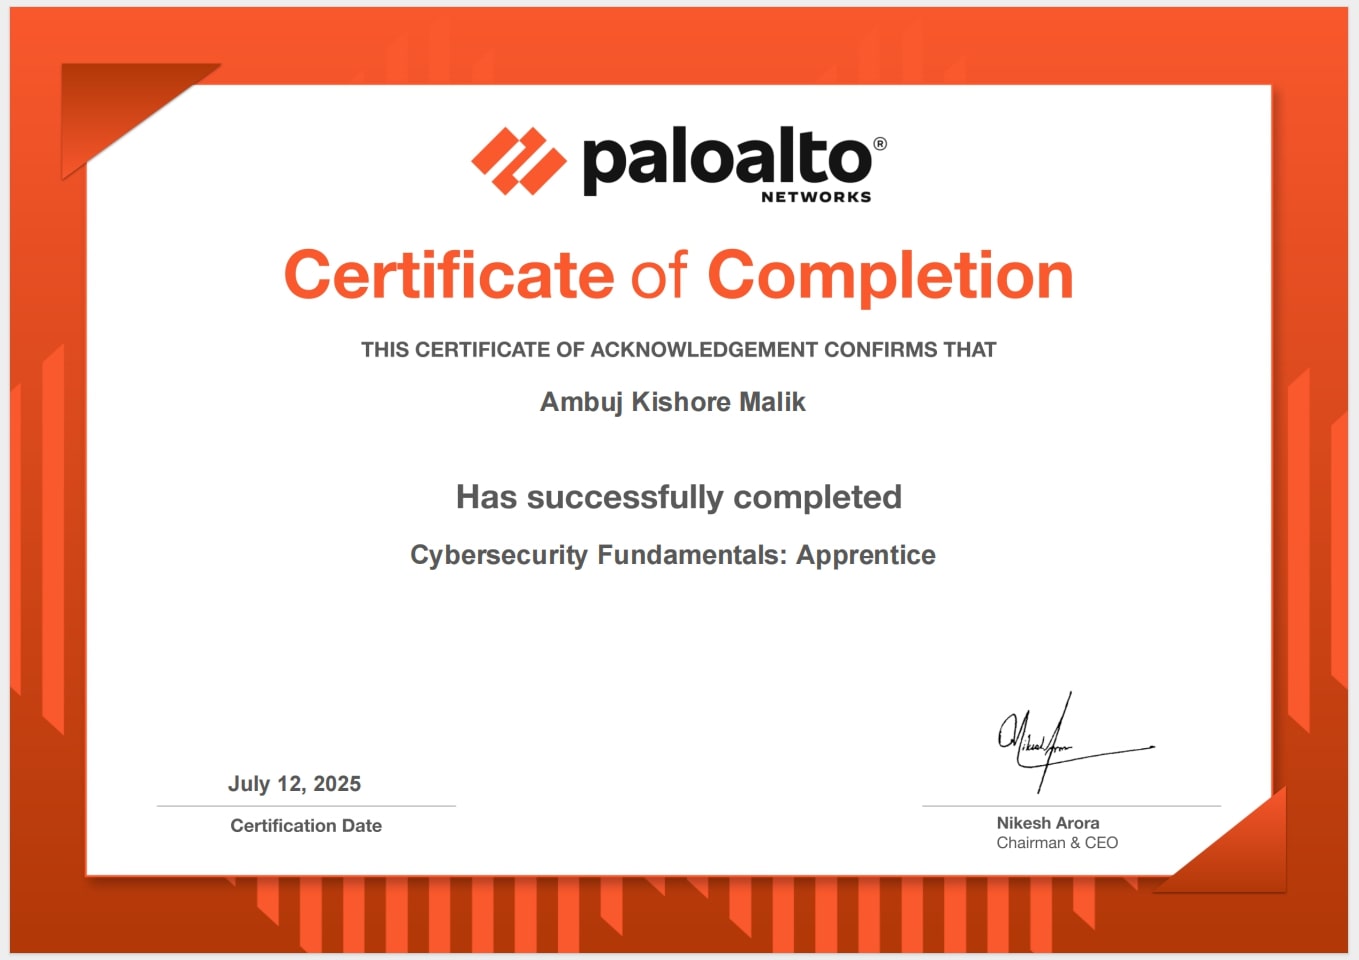 paloalto®
NETWORKS
Certificate of Completion
THIS CERTIFICATE OF ACKNOWLEDGEMENT CONFIRMS THAT
Ambuj Kishore Malik
Has successfully completed
Cybersecurity Fundamentals: Apprentice
Nikesh Arora
July 12, 2025
Certification Date
Nikesh Arora
Chairman & CEO